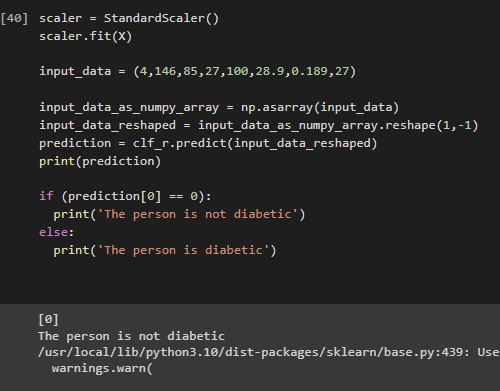 [40] scaler = StandardScaler()
scaler.fit(X)
input_data = (4,146,85,27,100,28.9,0.189,27)
input_data_as_numpy_array = np.asarray(input_data)
input_data_reshaped = input_data_as_numpy_array.reshape(1,-1)
prediction = clf_r.predict(input_data_reshaped)
print(prediction)
if (prediction[0] == 0):
print('The person is not diabetic')
else:
print('The person is diabetic')
[0]
The person is not diabetic
/usr/local/lib/python3.10/dist-packages/sklearn/base.py:439: Use
warnings.warn(